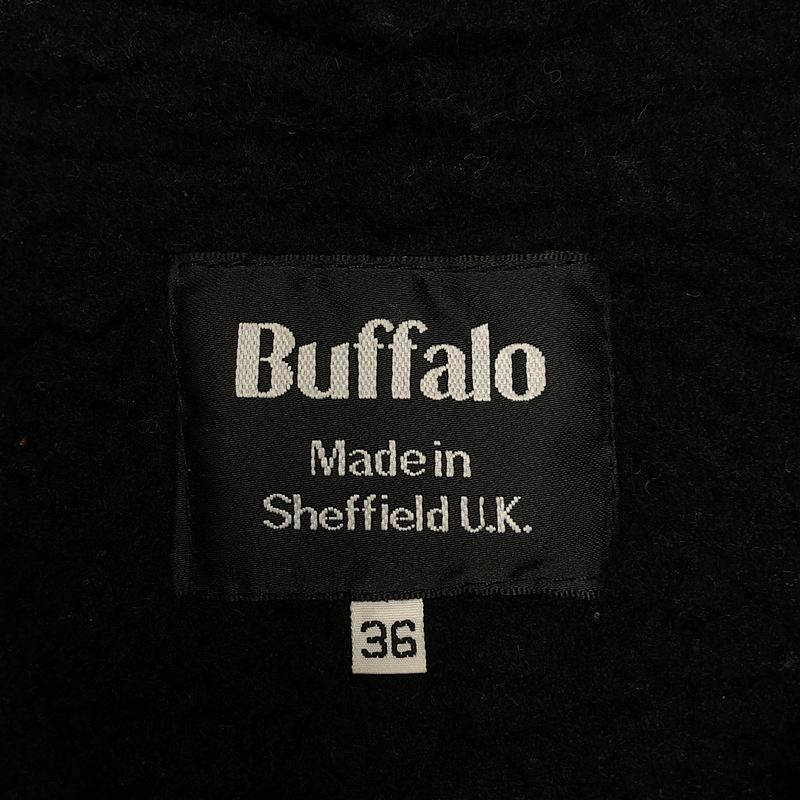 Buffalo
Made in
Sheffield U.K.
36